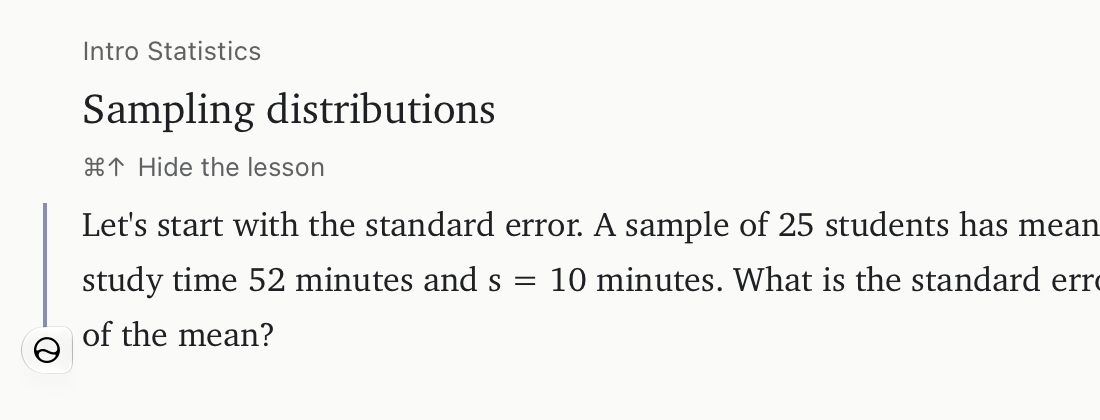 Intro Statistics
Sampling distributions
⌘↑ Hide the lesson
Let's start with the standard error. A sample of 25 students has mean
study time 52 minutes and s = 10 minutes. What is the standard
of the mean?